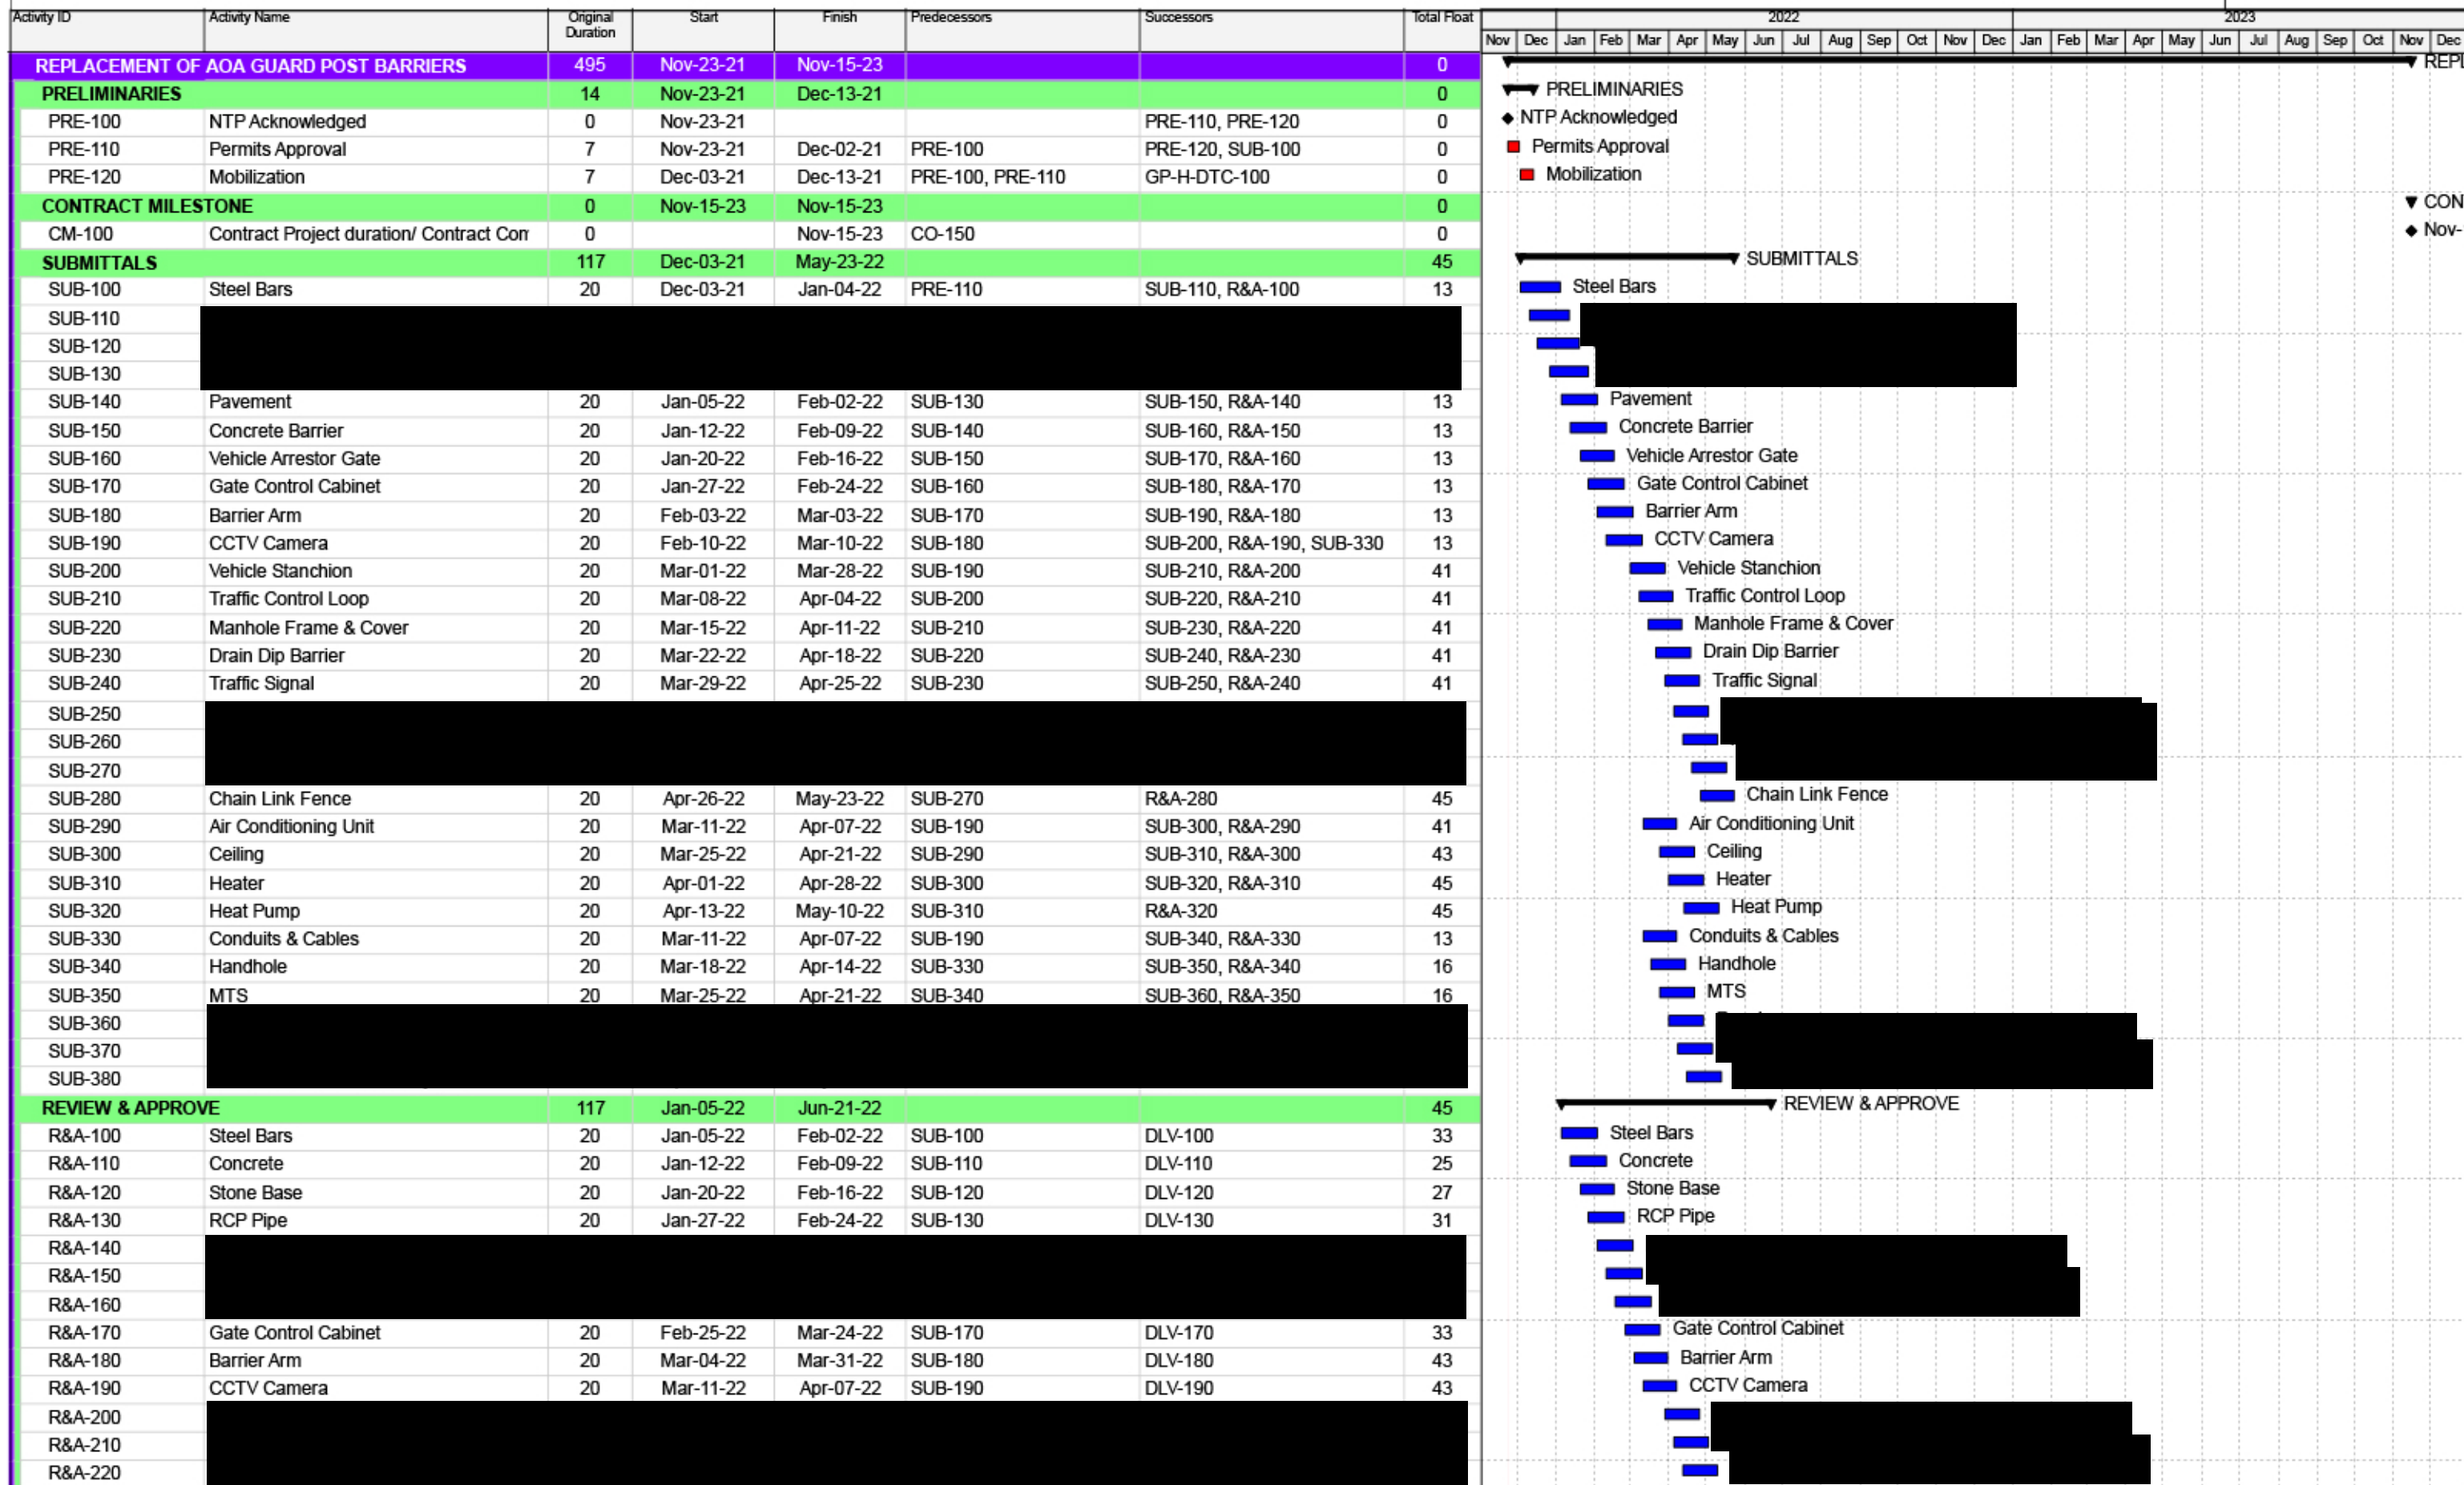 Activity ID Activity Name Original Duration Start Finish Predecessors Successors Total Float 2022 2023
Nov Dec Jan Feb Mar Apr May Jun Jul Aug Sep Oct Nov Dec Jan Feb Mar Apr May Jun Jul Aug Sep Oct Nov Dec
REPLACEMENT OF AOA GUARD POST BARRIERS 495 Nov-23-21 Nov-15-23 0 REPL
PRELIMINARIES 14 Nov-23-21 Dec-13-21 0 PRELIMINARIES
PRE-100 NTP Acknowledged 0 Nov-23-21 PRE-110, PRE-120 0 NTP Acknowledged
PRE-110 Permits Approval 7 Nov-23-21 Dec-02-21 PRE-100 PRE-120, SUB-100 0 Permits Approval
PRE-120 Mobilization 7 Dec-03-21 Dec-13-21 PRE-100, PRE-110 GP-H-DTC-100 0 Mobilization
CONTRACT MILESTONE 0 Nov-15-23 Nov-15-23 0 CON
CM-100 Contract Project duration/ Contract Com 0 Nov-15-23 CO-150 0 Nov-
SUBMITTALS 117 Dec-03-21 May-23-22 45 SUBMITTALS
SUB-100 Steel Bars 20 Dec-03-21 Jan-04-22 PRE-110 SUB-110, R&A-100 13 Steel Bars
SUB-110
SUB-120
SUB-130
SUB-140 Pavement 20 Jan-05-22 Feb-02-22 SUB-130 SUB-150, R&A-140 13 Pavement
SUB-150 Concrete Barrier 20 Jan-12-22 Feb-09-22 SUB-140 SUB-160, R&A-150 13 Concrete Barrier
SUB-160 Vehicle Arrestor Gate 20 Jan-20-22 Feb-16-22 SUB-150 SUB-170, R&A-160 13 Vehicle Arrestor Gate
SUB-170 Gate Control Cabinet 20 Jan-27-22 Feb-24-22 SUB-160 SUB-180, R&A-170 13 Gate Control Cabinet
SUB-180 Barrier Arm 20 Feb-03-22 Mar-03-22 SUB-170 SUB-190, R&A-180 13 Barrier Arm
SUB-190 CCTV Camera 20 Feb-10-22 Mar-10-22 SUB-180 SUB-200, R&A-190, SUB-330 13 CCTV Camera
SUB-200 Vehicle Stanchion 20 Mar-01-22 Mar-28-22 SUB-190 SUB-210, R&A-200 41 Vehicle Stanchion
SUB-210 Traffic Control Loop 20 Mar-08-22 Apr-04-22 SUB-200 SUB-220, R&A-210 41 Traffic Control Loop
SUB-220 Manhole Frame & Cover 20 Mar-15-22 Apr-11-22 SUB-210 SUB-230, R&A-220 41 Manhole Frame & Cover
SUB-230 Drain Dip Barrier 20 Mar-22-22 Apr-18-22 SUB-220 SUB-240, R&A-230 41 Drain Dip Barrier
SUB-240 Traffic Signal 20 Mar-29-22 Apr-25-22 SUB-230 SUB-250, R&A-240 41 Traffic Signal
SUB-250
SUB-260
SUB-270
SUB-280 Chain Link Fence 20 Apr-26-22 May-23-22 SUB-270 R&A-280 45 Chain Link Fence
SUB-290 Air Conditioning Unit 20 Mar-11-22 Apr-07-22 SUB-190 SUB-300, R&A-290 41 Air Conditioning Unit
SUB-300 Ceiling 20 Mar-25-22 Apr-21-22 SUB-290 SUB-310, R&A-300 43 Ceiling
SUB-310 Heater 20 Apr-01-22 Apr-28-22 SUB-300 SUB-320, R&A-310 45 Heater
SUB-320 Heat Pump 20 Apr-13-22 May-10-22 SUB-310 R&A-320 45 Heat Pump
SUB-330 Conduits & Cables 20 Mar-11-22 Apr-07-22 SUB-190 SUB-340, R&A-330 13 Conduits & Cables
SUB-340 Handhole 20 Mar-18-22 Apr-14-22 SUB-330 SUB-350, R&A-340 16 Handhole
SUB-350 MTS 20 Mar-25-22 Apr-21-22 SUB-340 SUB-360, R&A-350 16 MTS
SUB-360
SUB-370
SUB-380
REVIEW & APPROVE 117 Jan-05-22 Jun-21-22 45 REVIEW & APPROVE
R&A-100 Steel Bars 20 Jan-05-22 Feb-02-22 SUB-100 DLV-100 33 Steel Bars
R&A-110 Concrete 20 Jan-12-22 Feb-09-22 SUB-110 DLV-110 25 Concrete
R&A-120 Stone Base 20 Jan-20-22 Feb-16-22 SUB-120 DLV-120 27 Stone Base
R&A-130 RCP Pipe 20 Jan-27-22 Feb-24-22 SUB-130 DLV-130 31 RCP Pipe
R&A-140
R&A-150
R&A-160
R&A-170 Gate Control Cabinet 20 Feb-25-22 Mar-24-22 SUB-170 DLV-170 33 Gate Control Cabinet
R&A-180 Barrier Arm 20 Mar-04-22 Mar-31-22 SUB-180 DLV-180 43 Barrier Arm
R&A-190 CCTV Camera 20 Mar-11-22 Apr-07-22 SUB-190 DLV-190 43 CCTV Camera
R&A-200
R&A-210
R&A-220